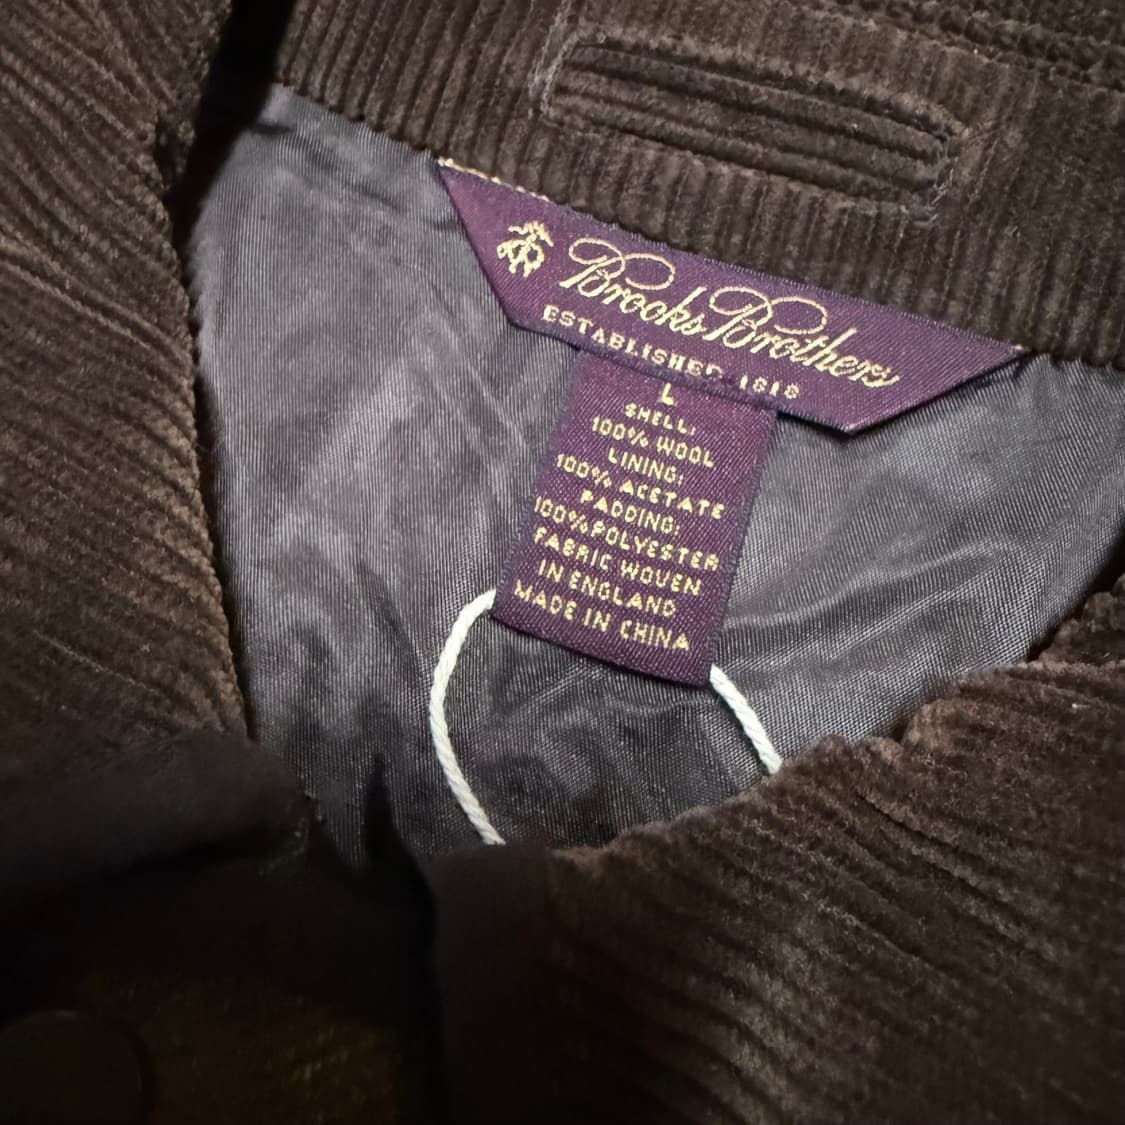 Brooks Brothers
ESTABLISHED 1818
L
SHELL:
100% WOOL
LINING:
100% ACETATE
PADDING:
100% POLYESTER
FABRIC WOVEN
IN ENGLAND
MADE IN CHINA